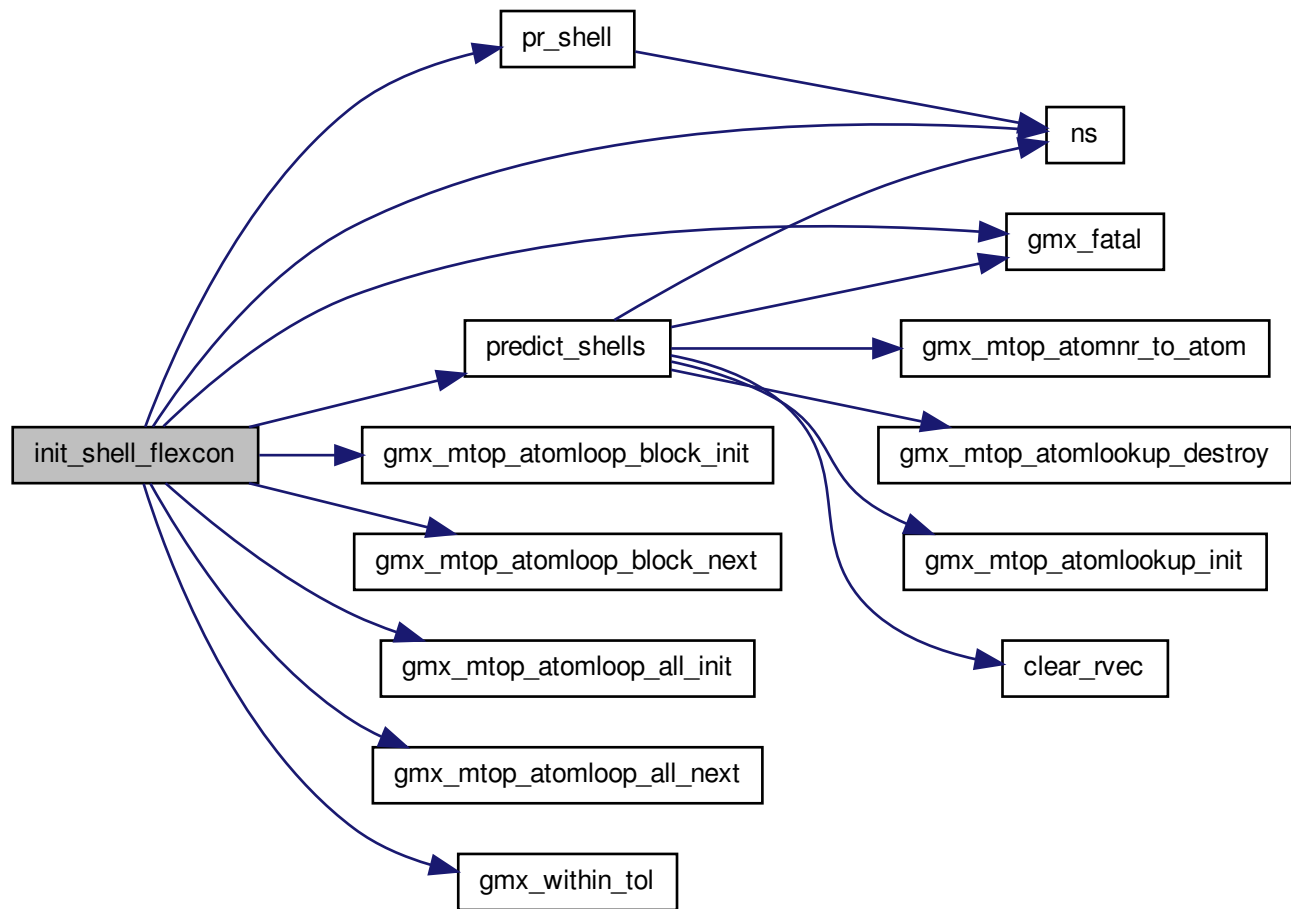 pr_shell
ns
gmx_fatal
predict_shells
gmx_mtop_atomnr_to_atom
init_shell_flexcon
gmx_mtop_atomloop_block_init
gmx_mtop_atomlookup_destroy
gmx_mtop_atomloop_block_next
gmx_mtop_atomlookup_init
gmx_mtop_atomloop_all_init
clear_rvec
gmx_mtop_atomloop_all_next
gmx_within_tol